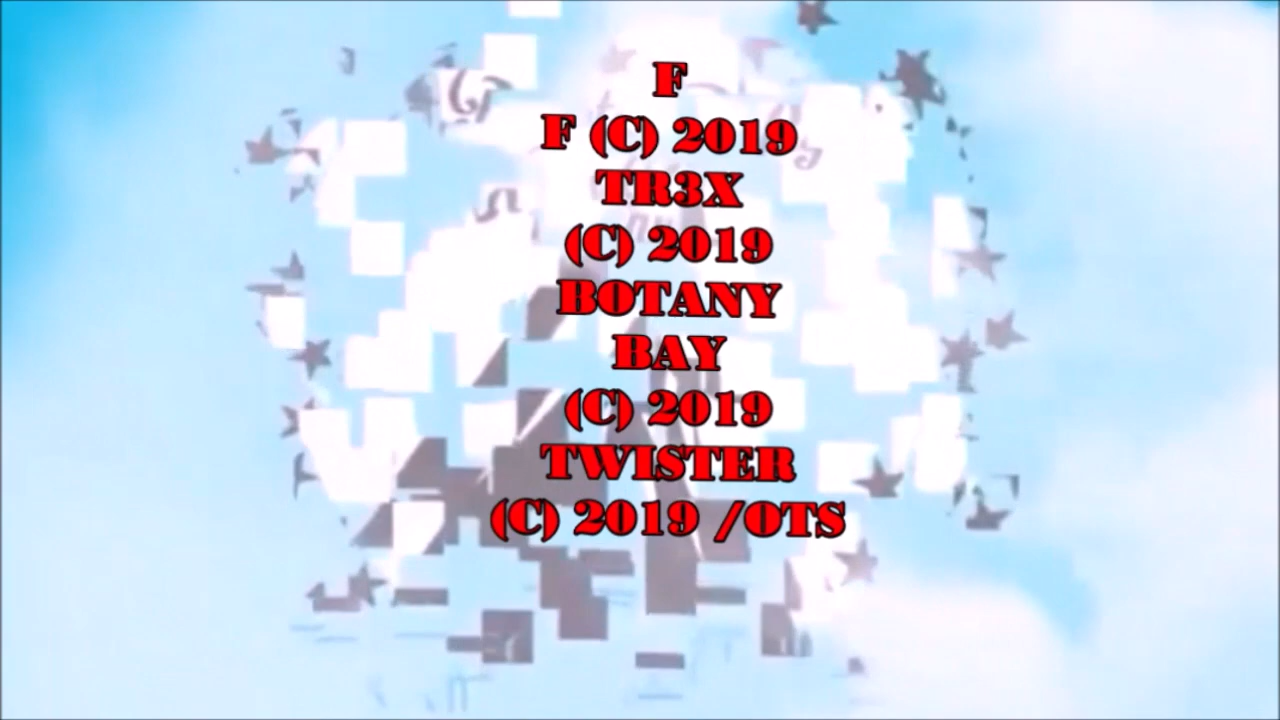 F
F (C) 2019
TR3X
(C) 2019
BOTANY
BAY
(C) 2019
TWISTER
(C) 2019 /OTS